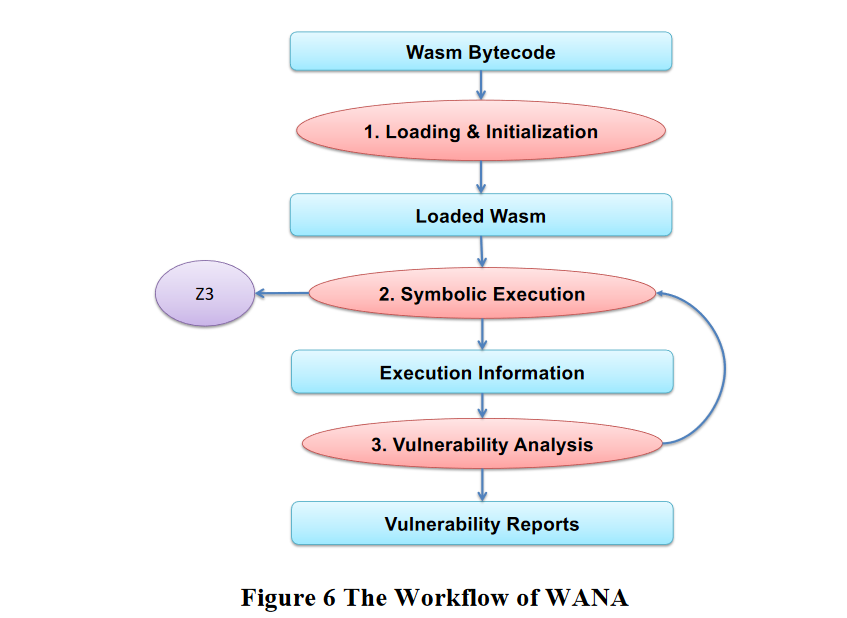 Wasm Bytecode
1. Loading & Initialization
Loaded Wasm
Z3
2. Symbolic Execution
Execution Information
3. Vulnerability Analysis
Vulnerability Reports
Figure 6 The Workflow of WANA